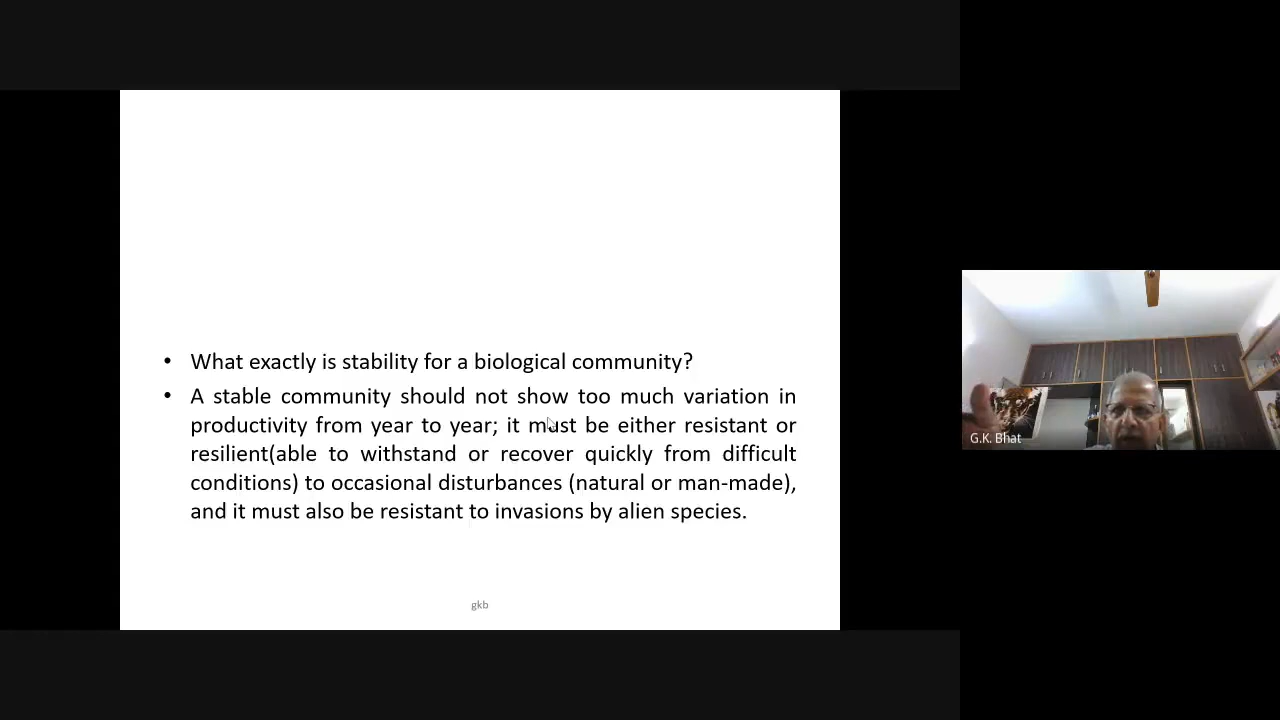 • What exactly is stability for a biological community?
• A stable community should not show too much variation in
productivity from year to year; it must be either resistant or
resilient(able to withstand or recover quickly from difficult
conditions) to occasional disturbances (natural or man-made),
and it must also be resistant to invasions by alien species.
gkb
G.K. Bhat